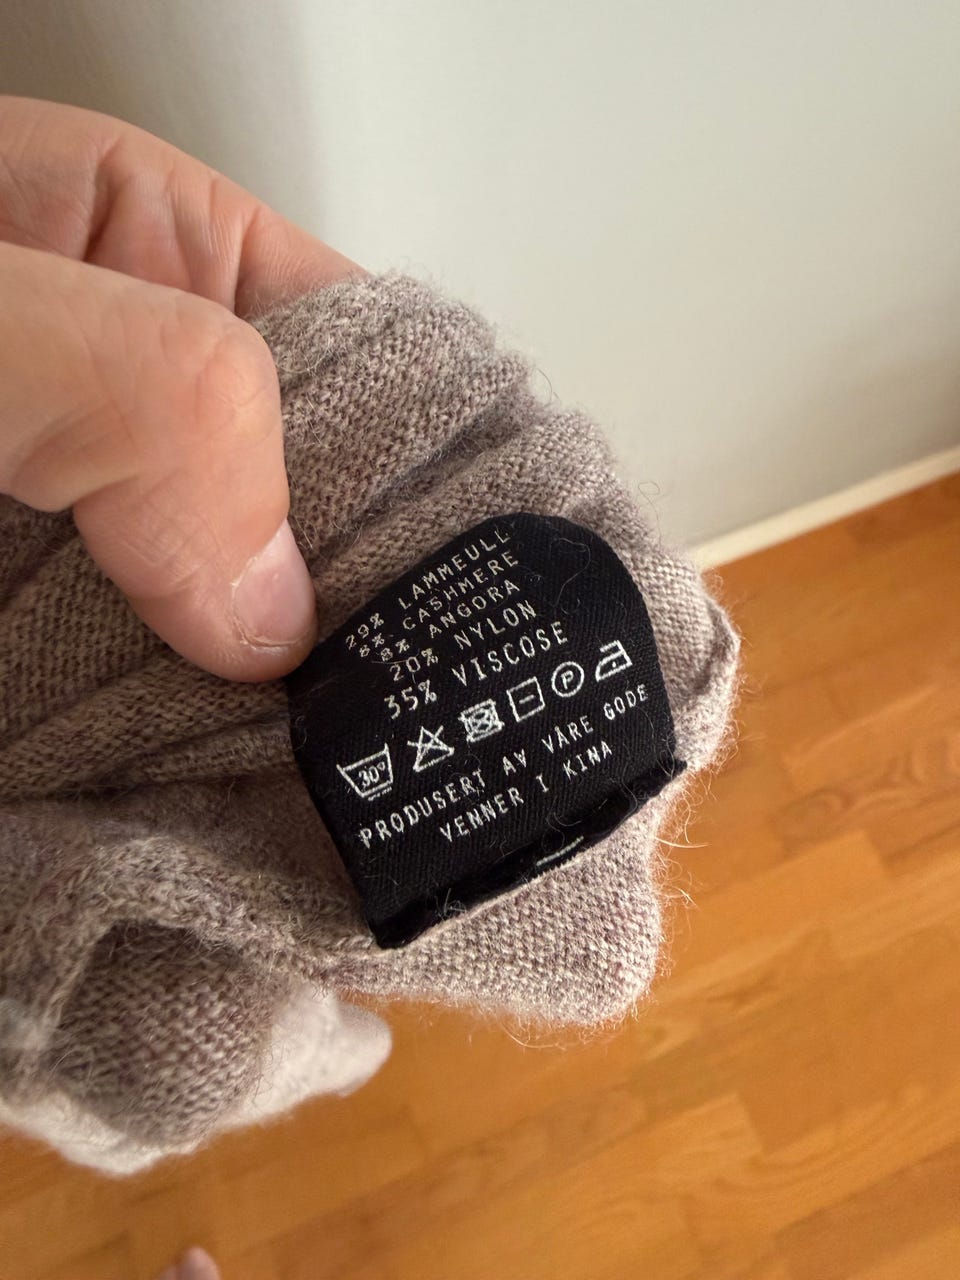 29% LAMMEULL
8% CASHMERE
8% ANGORA
20% NYLON
35% VISCOSE
30° P
PRODUSERT AV VÅRE GODE
VENNER I KINA